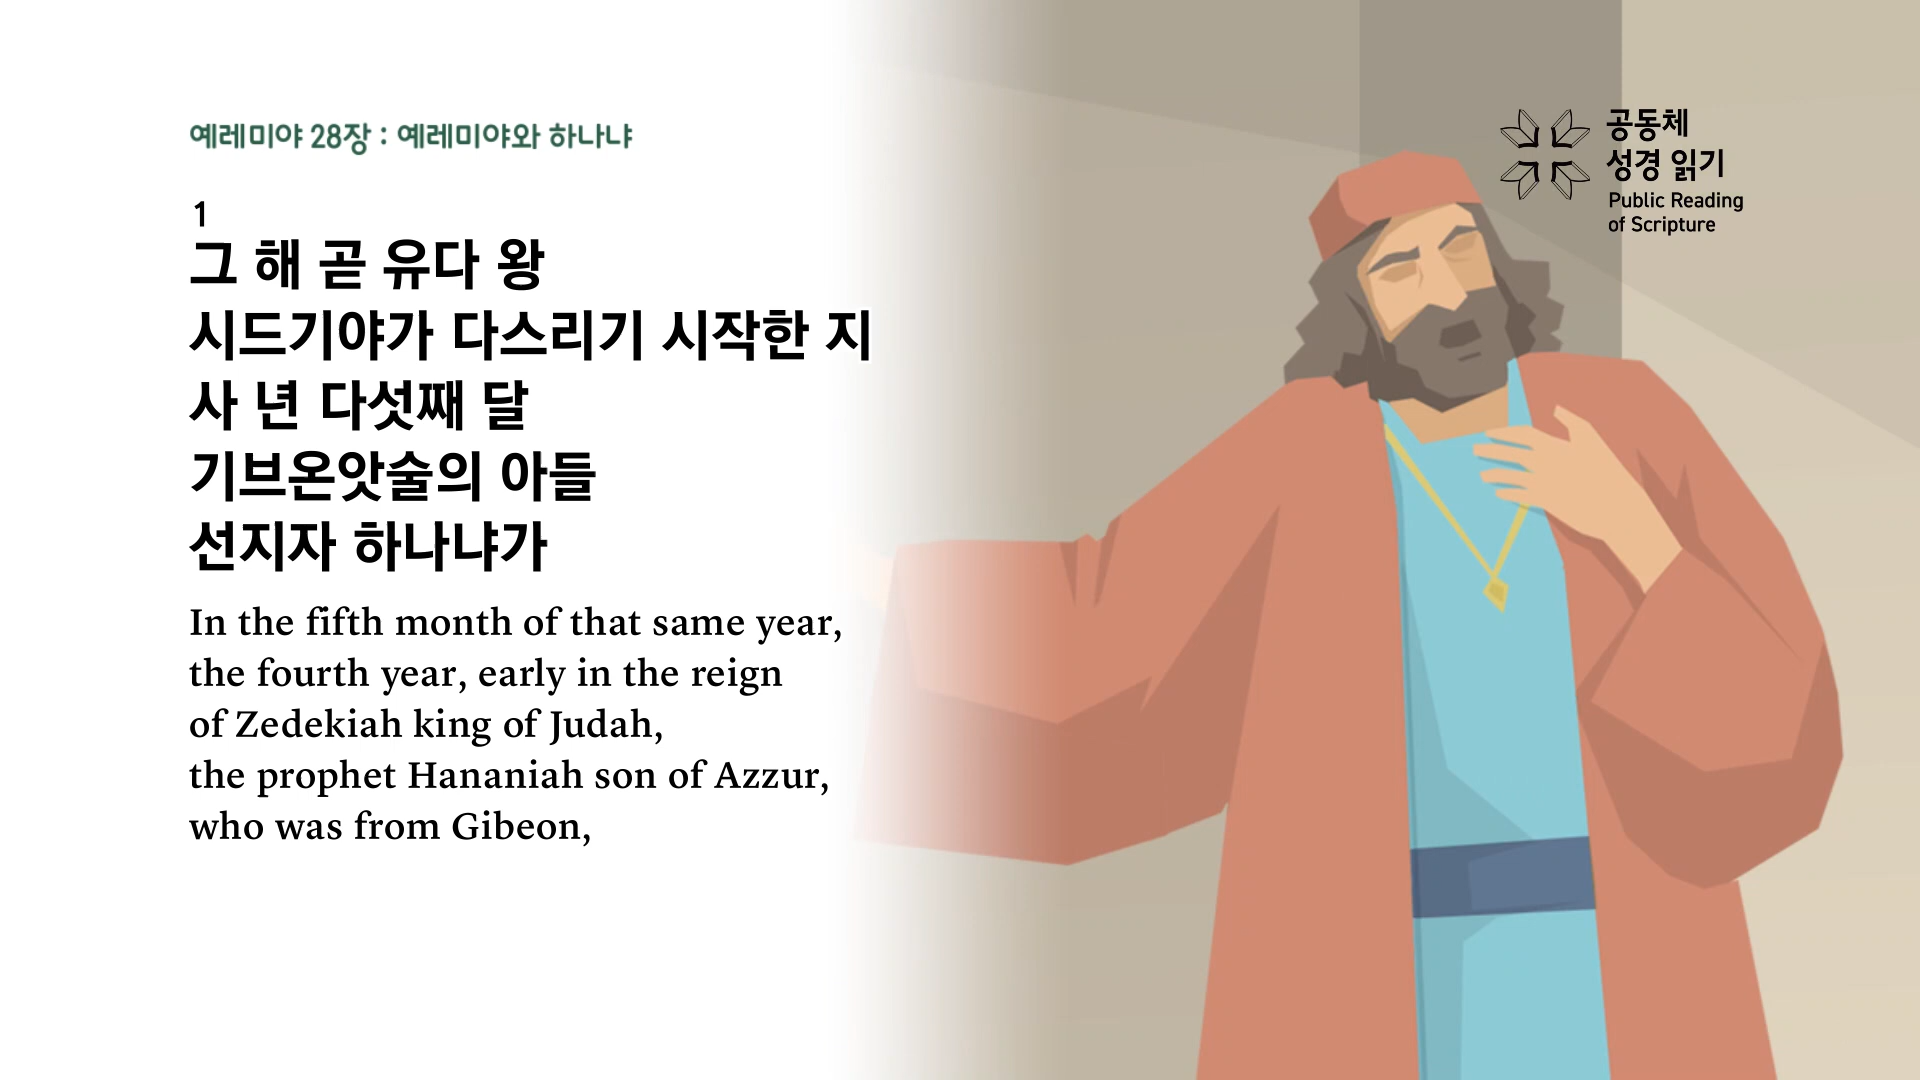 예레미야 28장 : 예레미야와 하나냐
1
그 해 곧 유다 왕
시드기야가 다스리기 시작한 지
사 년 다섯째 달
기브온앗술의 아들
선지자 하나냐가
In the fifth month of that same year,
the fourth year, early in the reign
of Zedekiah king of Judah,
the prophet Hananiah son of Azzur,
who was from Gibeon,
공동체
성경 읽기
Public Reading
of Scripture